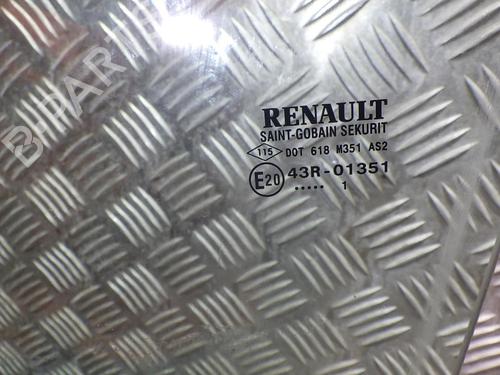 B PARTS
RENAULT
SAINT-GOBAIN SEKURIT
115 DOT 618 M351 AS2
E20 43R-01351
..... 1